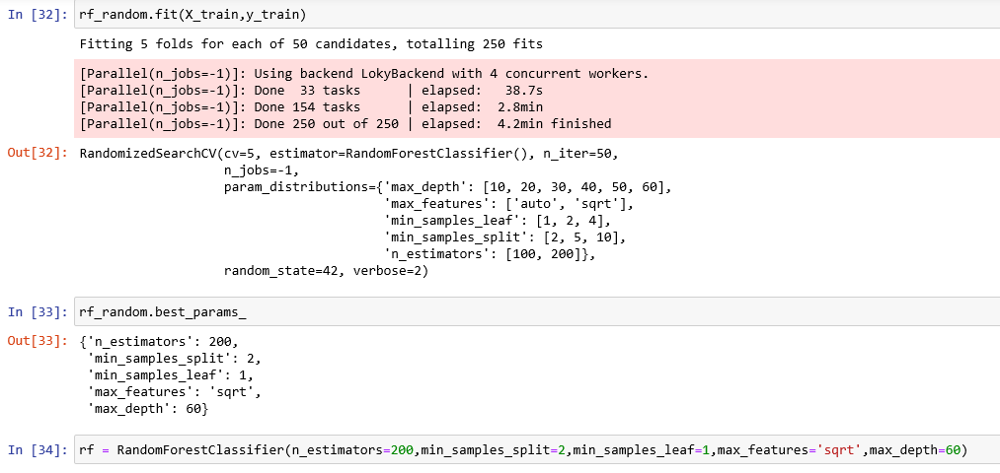 In [32]: rf_random.fit(X_train,y_train)
Fitting 5 folds for each of 50 candidates, totalling 250 fits
[Parallel(n_jobs=-1)]: Using backend LokyBackend with 4 concurrent workers.
[Parallel(n_jobs=-1)]: Done  33 tasks      | elapsed:   38.7s
[Parallel(n_jobs=-1)]: Done 154 tasks      | elapsed:  2.8min
[Parallel(n_jobs=-1)]: Done 250 out of 250 | elapsed:  4.2min finished
Out[32]: RandomizedSearchCV(cv=5, estimator=RandomForestClassifier(), n_iter=50,
n_jobs=-1,
param_distributions={'max_depth': [10, 20, 30, 40, 50, 60],
'max_features': ['auto', 'sqrt'],
'min_samples_leaf': [1, 2, 4],
'min_samples_split': [2, 5, 10],
'n_estimators': [100, 200]},
random_state=42, verbose=2)
In [33]: rf_random.best_params_
Out[33]: {'n_estimators': 200,
'min_samples_split': 2,
'min_samples_leaf': 1,
'max_features': 'sqrt',
'max_depth': 60}
In [34]: rf = RandomForestClassifier(n_estimators=200,min_samples_split=2,min_samples_leaf=1,max_features='sqrt',max_depth=60)